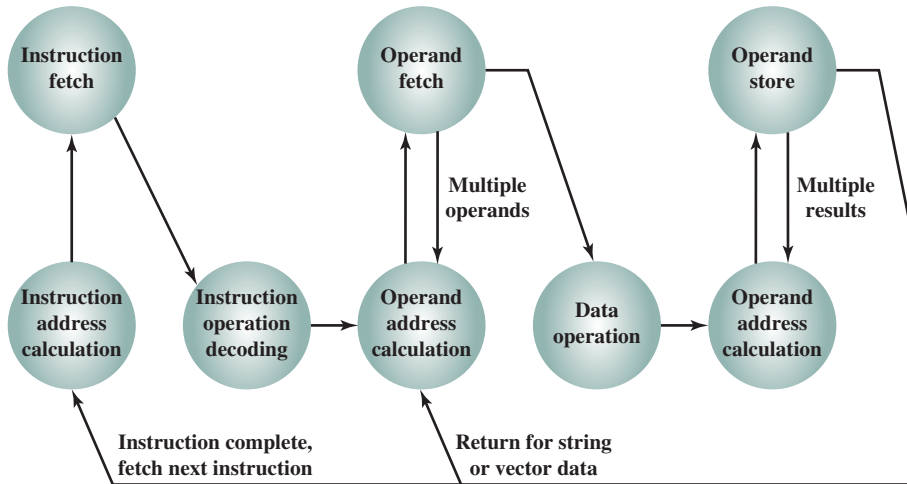 Instruction
fetch
Operand
fetch
Operand
store
Multiple
operands
Multiple
results
Instruction
address
calculation
Instruction
operation
decoding
Operand
address
calculation
Data
operation
Operand
address
calculation
Instruction complete,
fetch next instruction
Return for string
or vector data